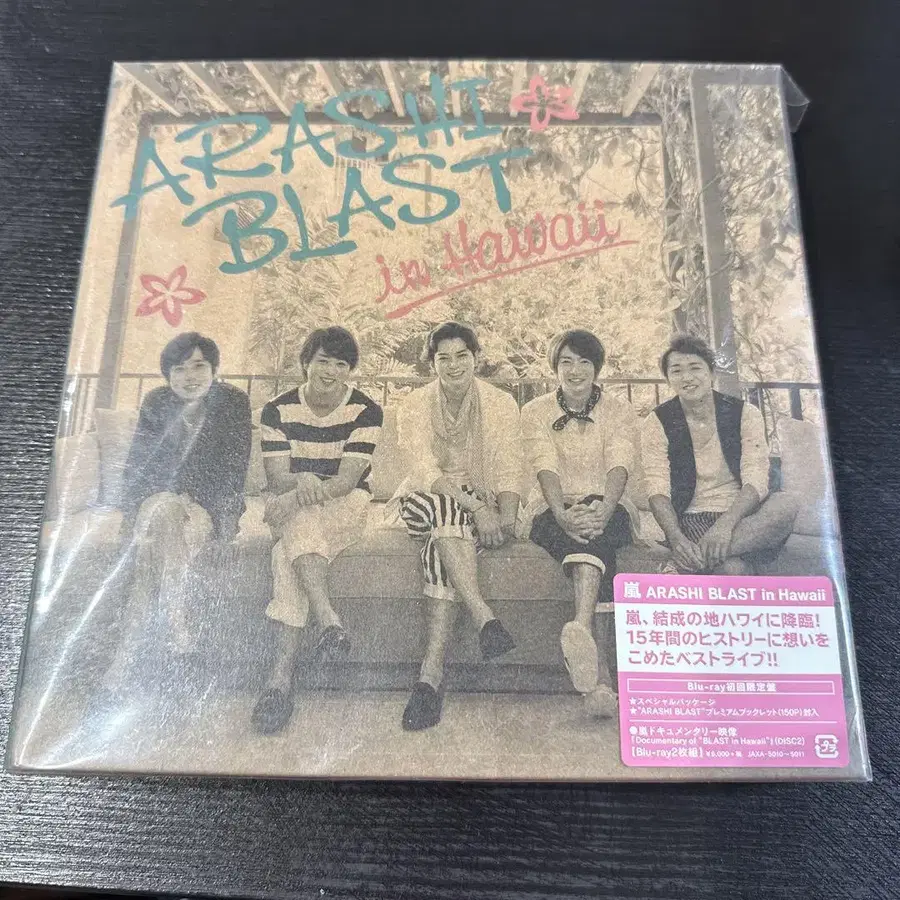 ARASHI
BLAST
in Hawaii
嵐 ARASHI BLAST in Hawaii
嵐、結成の地ハワイに降臨!
15年間のヒストリーに想いを
こめたベストライブ!!
Blu-ray初回限定盤
★スペシャルパッケージ
★"ARASHI BLAST"プレミアムブックレット(150P)封入
●嵐ドキュメンタリー映像
「Documentary of "BLAST in Hawaii"」(DISC2)
【Blu-ray2枚組】 ¥8,000+税 JAXA-5010~5011
プラ